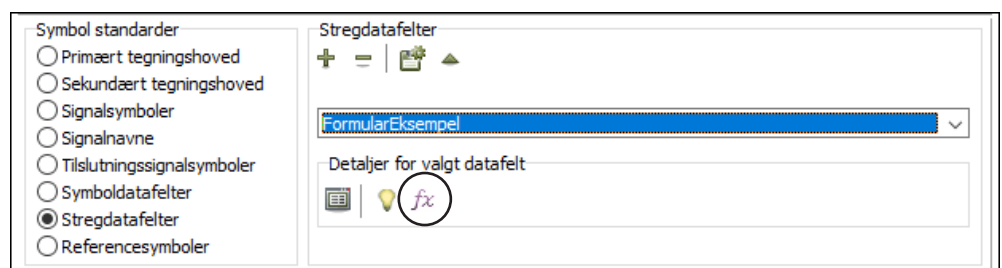 Symbol standarder
Primært tegningshoved
Sekundært tegningshoved
Signalsymboler
Signalnavne
Tilslutningssignalsymboler
Symboldatafelter
Stregdatafelter
Referencesymboler
Stregdatafelter
FormularEksempel
Detaljer for valgt datafelt
fx